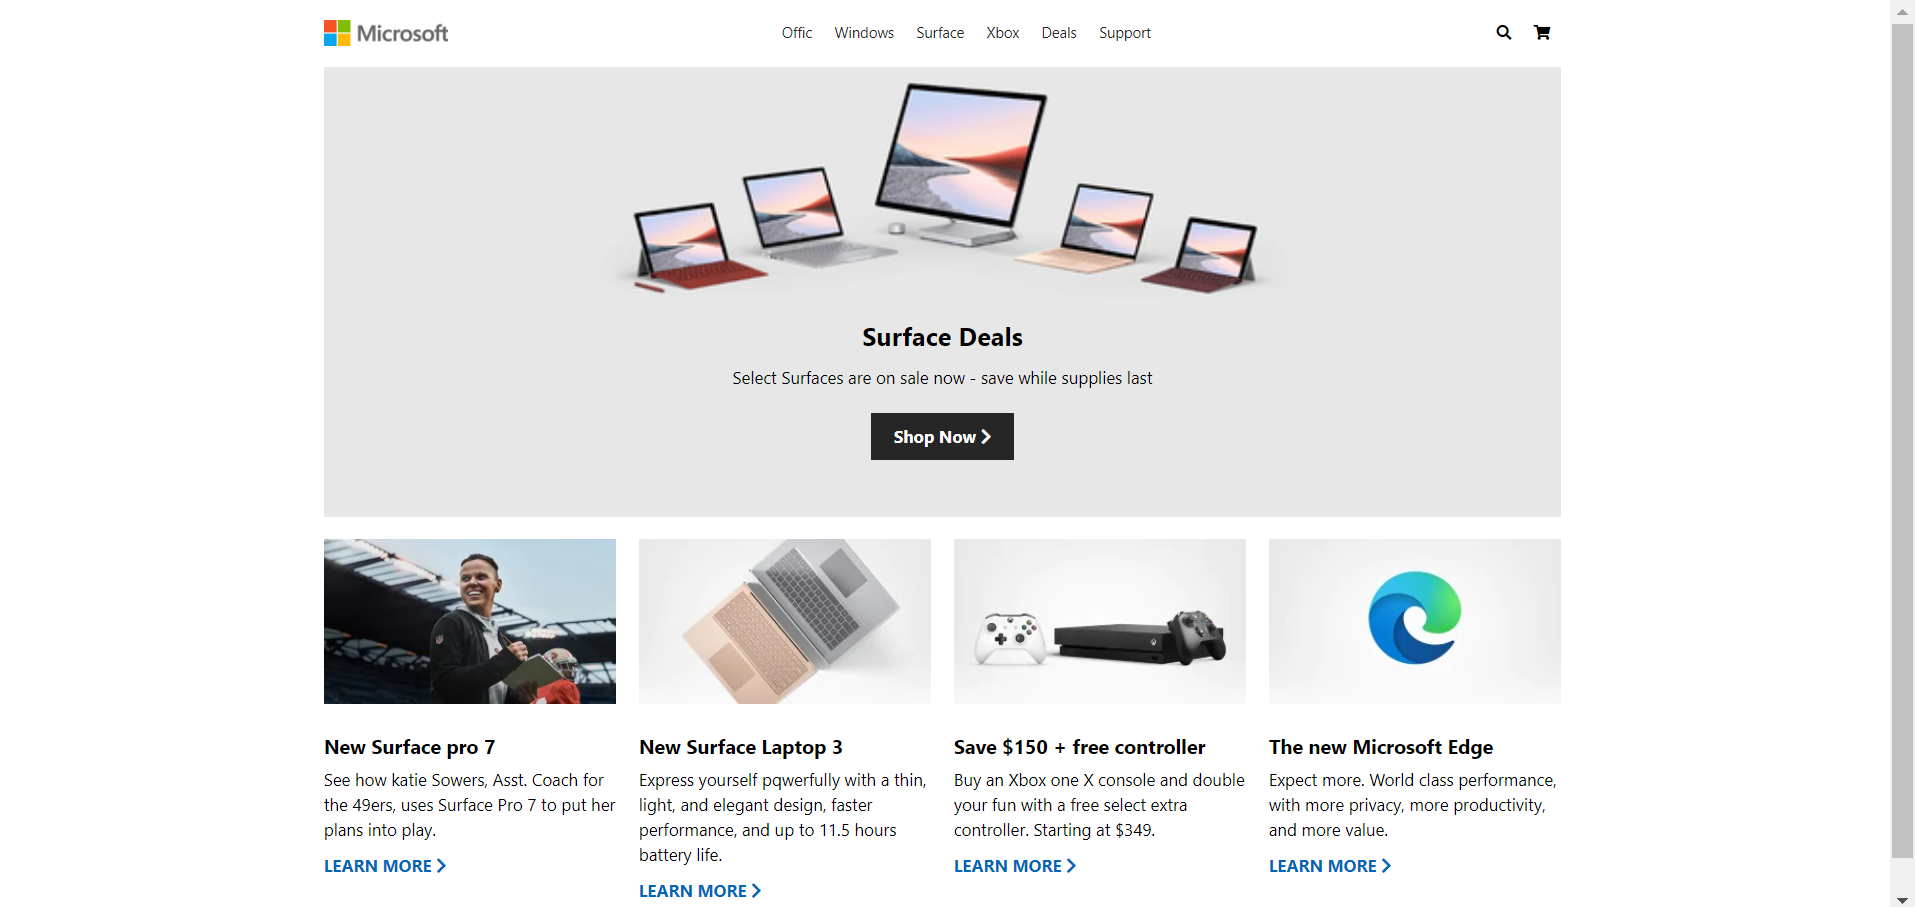 Microsoft
Offic Windows Surface Xbox Deals Support
Surface Deals
Select Surfaces are on sale now - save while supplies last
Shop Now
New Surface pro 7
See how katie Sowers, Asst. Coach for
the 49ers, uses Surface Pro 7 to put her
plans into play.
LEARN MORE
New Surface Laptop 3
Express yourself pqwerfully with a thin,
light, and elegant design, faster
performance, and up to 11.5 hours
battery life.
LEARN MORE
Save $150 + free controller
Buy an Xbox one X console and double
your fun with a free select extra
controller. Starting at $349.
LEARN MORE
The new Microsoft Edge
Expect more. World class performance,
with more privacy, more productivity,
and more value.
LEARN MORE